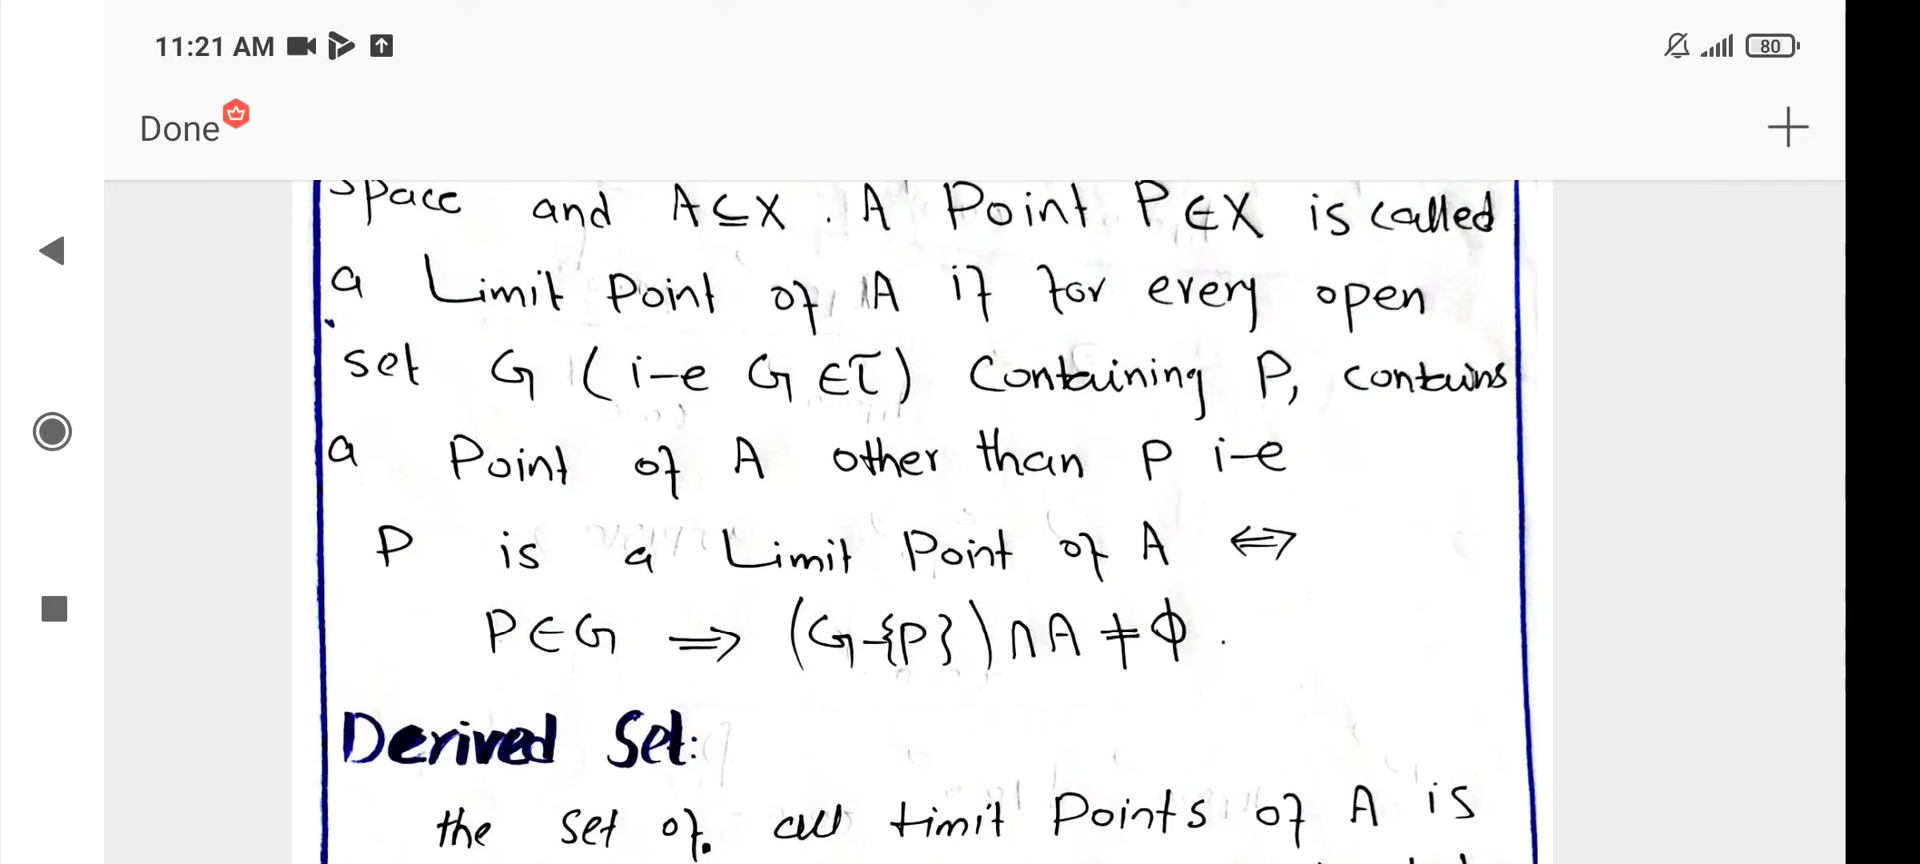 11:21 AM
80
Done
space and A⊆X . A Point P∈X is called
a Limit Point of A if for every open
set G (i-e G∈τ) Containing P, contains
a Point of A other than P i-e
P is a Limit Point of A ⇔
P∈G ⇒ (G-{P})∩A≠Φ.
Derived Set:
the set of all Limit Points of A is